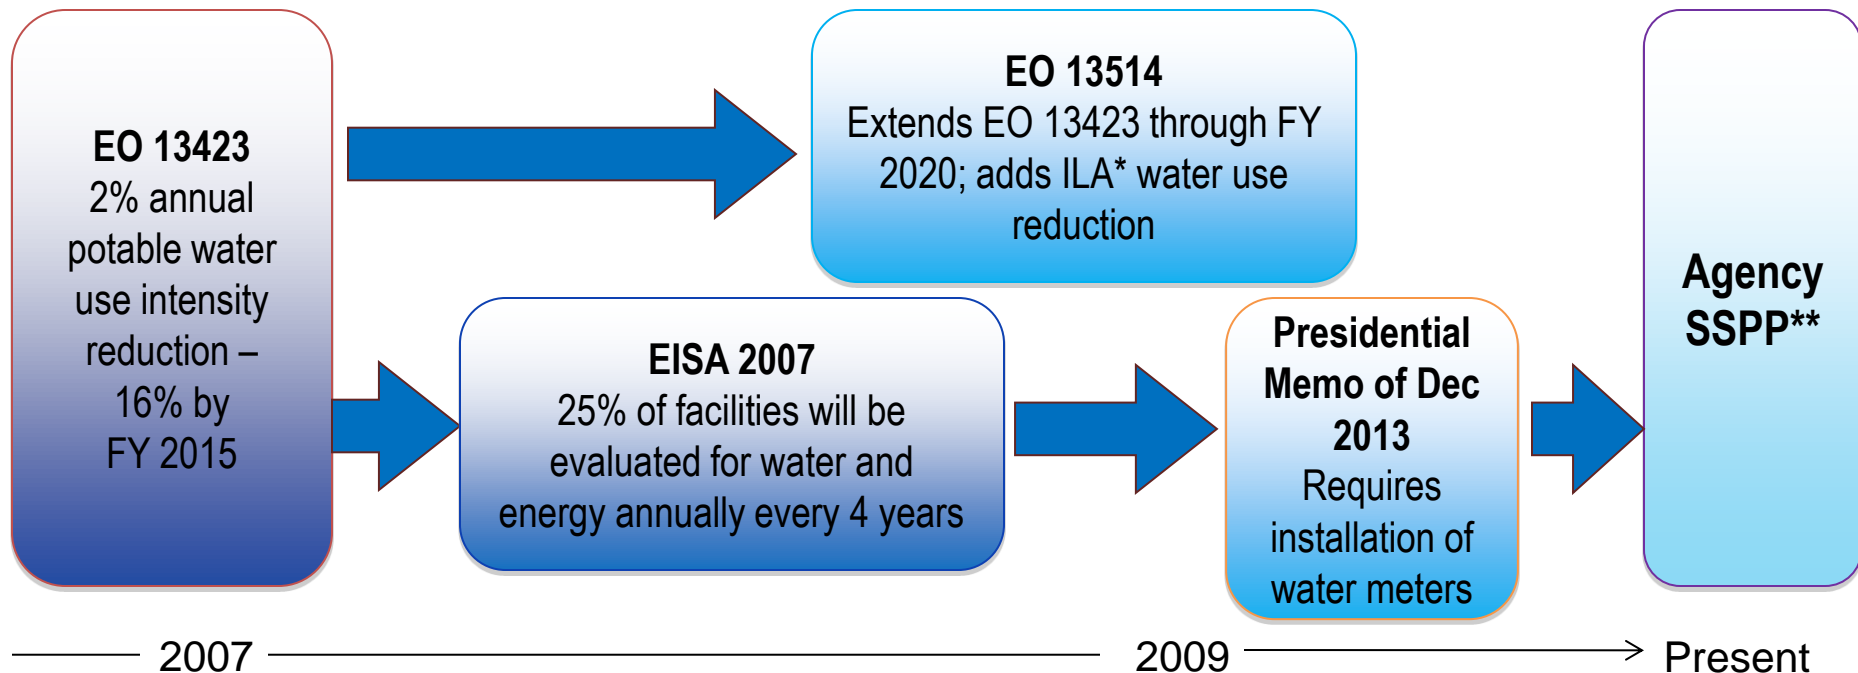 EO 13423
2% annual
potable water
use intensity
reduction –
16% by
FY 2015
EO 13514
Extends EO 13423 through FY
2020; adds ILA* water use
reduction
EISA 2007
25% of facilities will be
evaluated for water and
energy annually every 4 years
Presidential
Memo of Dec
2013
Requires
installation of
water meters
Agency
SSPP**
2007
2009
Present